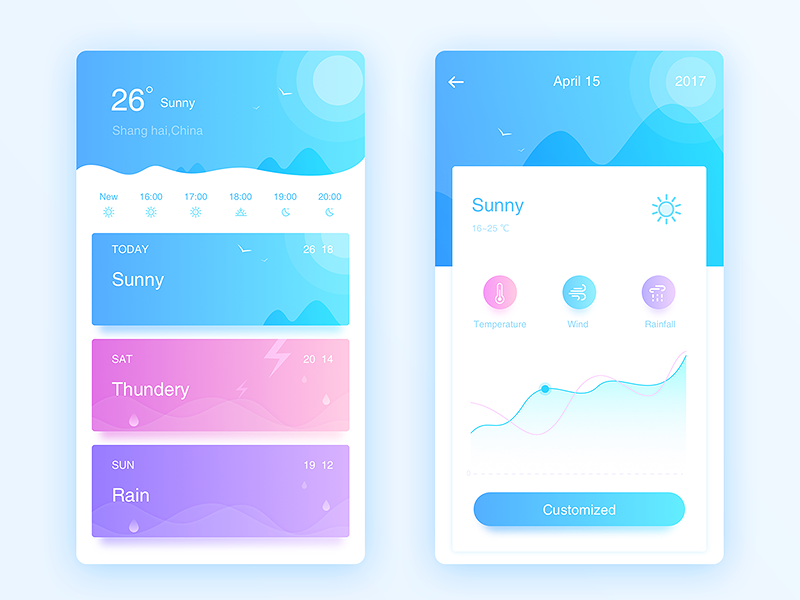 26° Sunny
Shang hai,China
New 16:00 17:00 18:00 19:00 20:00
TODAY 26 18
Sunny
SAT 20 14
Thundery
SUN 19 12
Rain
April 15 2017
Sunny
16-25 ℃
Temperature Wind Rainfall
Customized